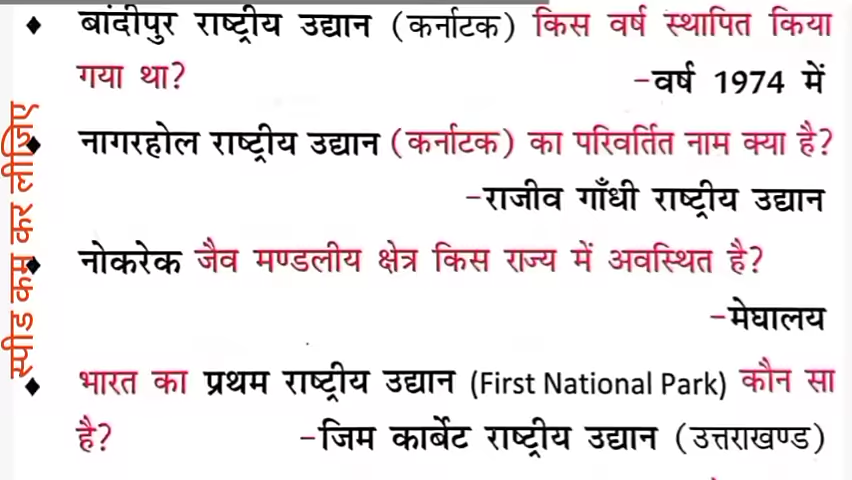 ♦ बांदीपुर राष्ट्रीय उद्यान (कर्नाटक) किस वर्ष स्थापित किया
गया था? -वर्ष 1974 में
♦ नागरहोल राष्ट्रीय उद्यान (कर्नाटक) का परिवर्तित नाम क्या है?
-राजीव गाँधी राष्ट्रीय उद्यान
♦ नोकरेक जैव मण्डलीय क्षेत्र किस राज्य में अवस्थित है?
-मेघालय
♦ भारत का प्रथम राष्ट्रीय उद्यान (First National Park) कौन सा
है? -जिम कार्बेट राष्ट्रीय उद्यान (उत्तराखण्ड)
स्पीड कम कर लीजिए